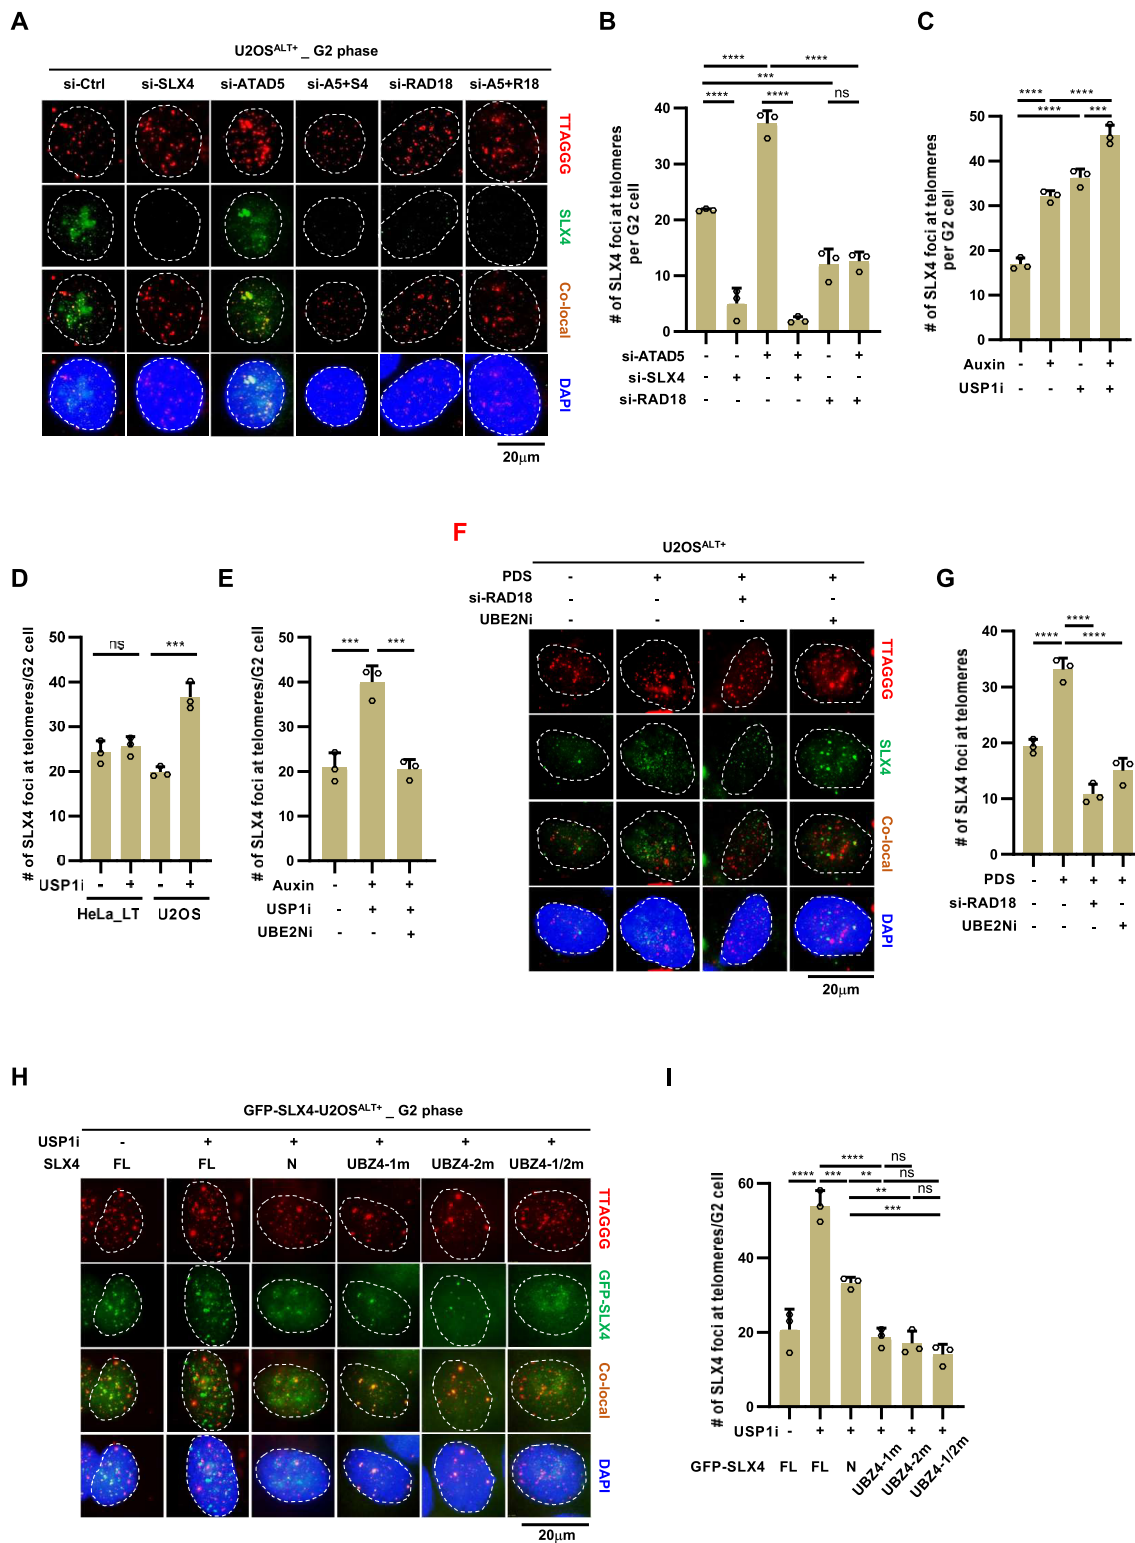 A
U2OSALT+ _ G2 phase
si-Ctrl si-SLX4 si-ATAD5 si-A5+S4 si-RAD18 si-A5+R18
TTAGGG
SLX4
Co-local
DAPI
20μm
B
# of SLX4 foci at telomeres
per G2 cell
**** ****
***
**** **** ns
40
30
20
10
0
si-ATAD5 - - + + - +
si-SLX4 - + - + - -
si-RAD18 - - - - + +
C
# of SLX4 foci at telomeres
per G2 cell
**** ****
**** ***
50
40
30
20
10
0
Auxin - + - +
USP1i - - + +
D
# of SLX4 foci at telomeres/G2 cell
ns ***
50
40
30
20
10
0
USP1i - + - +
HeLa_LT U2OS
E
# of SLX4 foci at telomeres/G2 cell
*** ***
50
40
30
20
10
0
Auxin - + +
USP1i - + +
UBE2Ni - - +
F
U2OSALT+
PDS - + + +
si-RAD18 - - + -
UBE2Ni - - - +
TTAGGG
SLX4
Co-local
DAPI
20μm
G
# of SLX4 foci at telomeres
****
**** ****
40
30
20
10
0
PDS - + + +
si-RAD18 - - + -
UBE2Ni - - - +
H
GFP-SLX4-U2OSALT+ _ G2 phase
USP1i - + + + + +
SLX4 FL FL N UBZ4-1m UBZ4-2m UBZ4-1/2m
TTAGGG
GFP-SLX4
Co-local
DAPI
20μm
I
# of SLX4 foci at telomeres/G2 cell
**** ns
**** *** ** ns
** ns
***
60
40
20
0
USP1i - + + + + +
GFP-SLX4 FL FL N UBZ4-1m UBZ4-2m UBZ4-1/2m